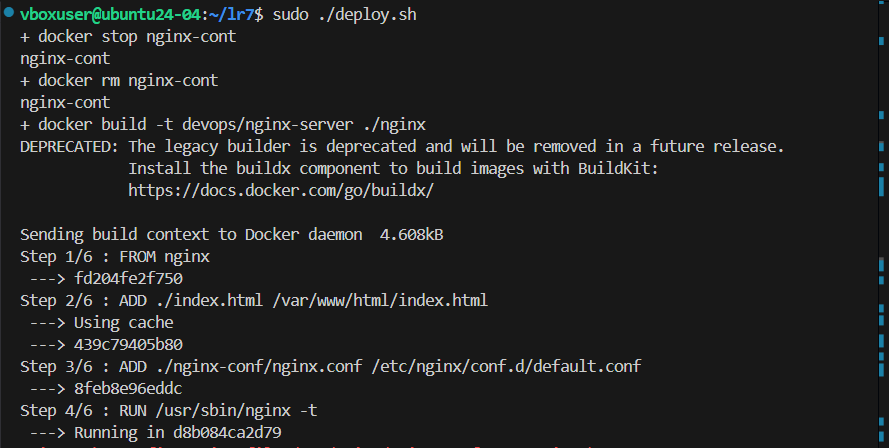 vboxuser@ubuntu24-04:~/lr7$ sudo ./deploy.sh
+ docker stop nginx-cont
nginx-cont
+ docker rm nginx-cont
nginx-cont
+ docker build -t devops/nginx-server ./nginx
DEPRECATED: The legacy builder is deprecated and will be removed in a future release.
            Install the buildx component to build images with BuildKit:
            https://docs.docker.com/go/buildx/

Sending build context to Docker daemon  4.608kB
Step 1/6 : FROM nginx
 ---> fd204fe2f750
Step 2/6 : ADD ./index.html /var/www/html/index.html
 ---> Using cache
 ---> 439c79405b80
Step 3/6 : ADD ./nginx-conf/nginx.conf /etc/nginx/conf.d/default.conf
 ---> 8feb8e96eddc
Step 4/6 : RUN /usr/sbin/nginx -t
 ---> Running in d8b084ca2d79